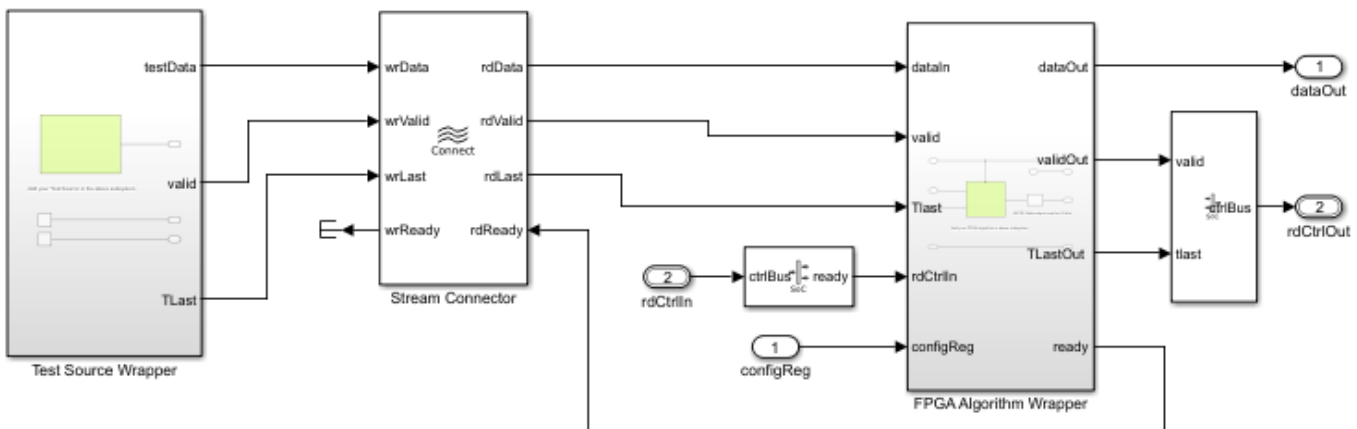 testData
valid
TLast
Test Source Wrapper
wrData
wrValid
wrLast
wrReady
Connect
rdData
rdValid
rdLast
rdReady
Stream Connector
2
rdCtrlIn
ctrlBus
SoC
ready
1
configReg
dataIn
valid
Tlast
rdCtrlIn
configReg
dataOut
validOut
TLastOut
ready
FPGA Algorithm Wrapper
valid
tlast
SoC
ctrlBus
1
dataOut
2
rdCtrlOut